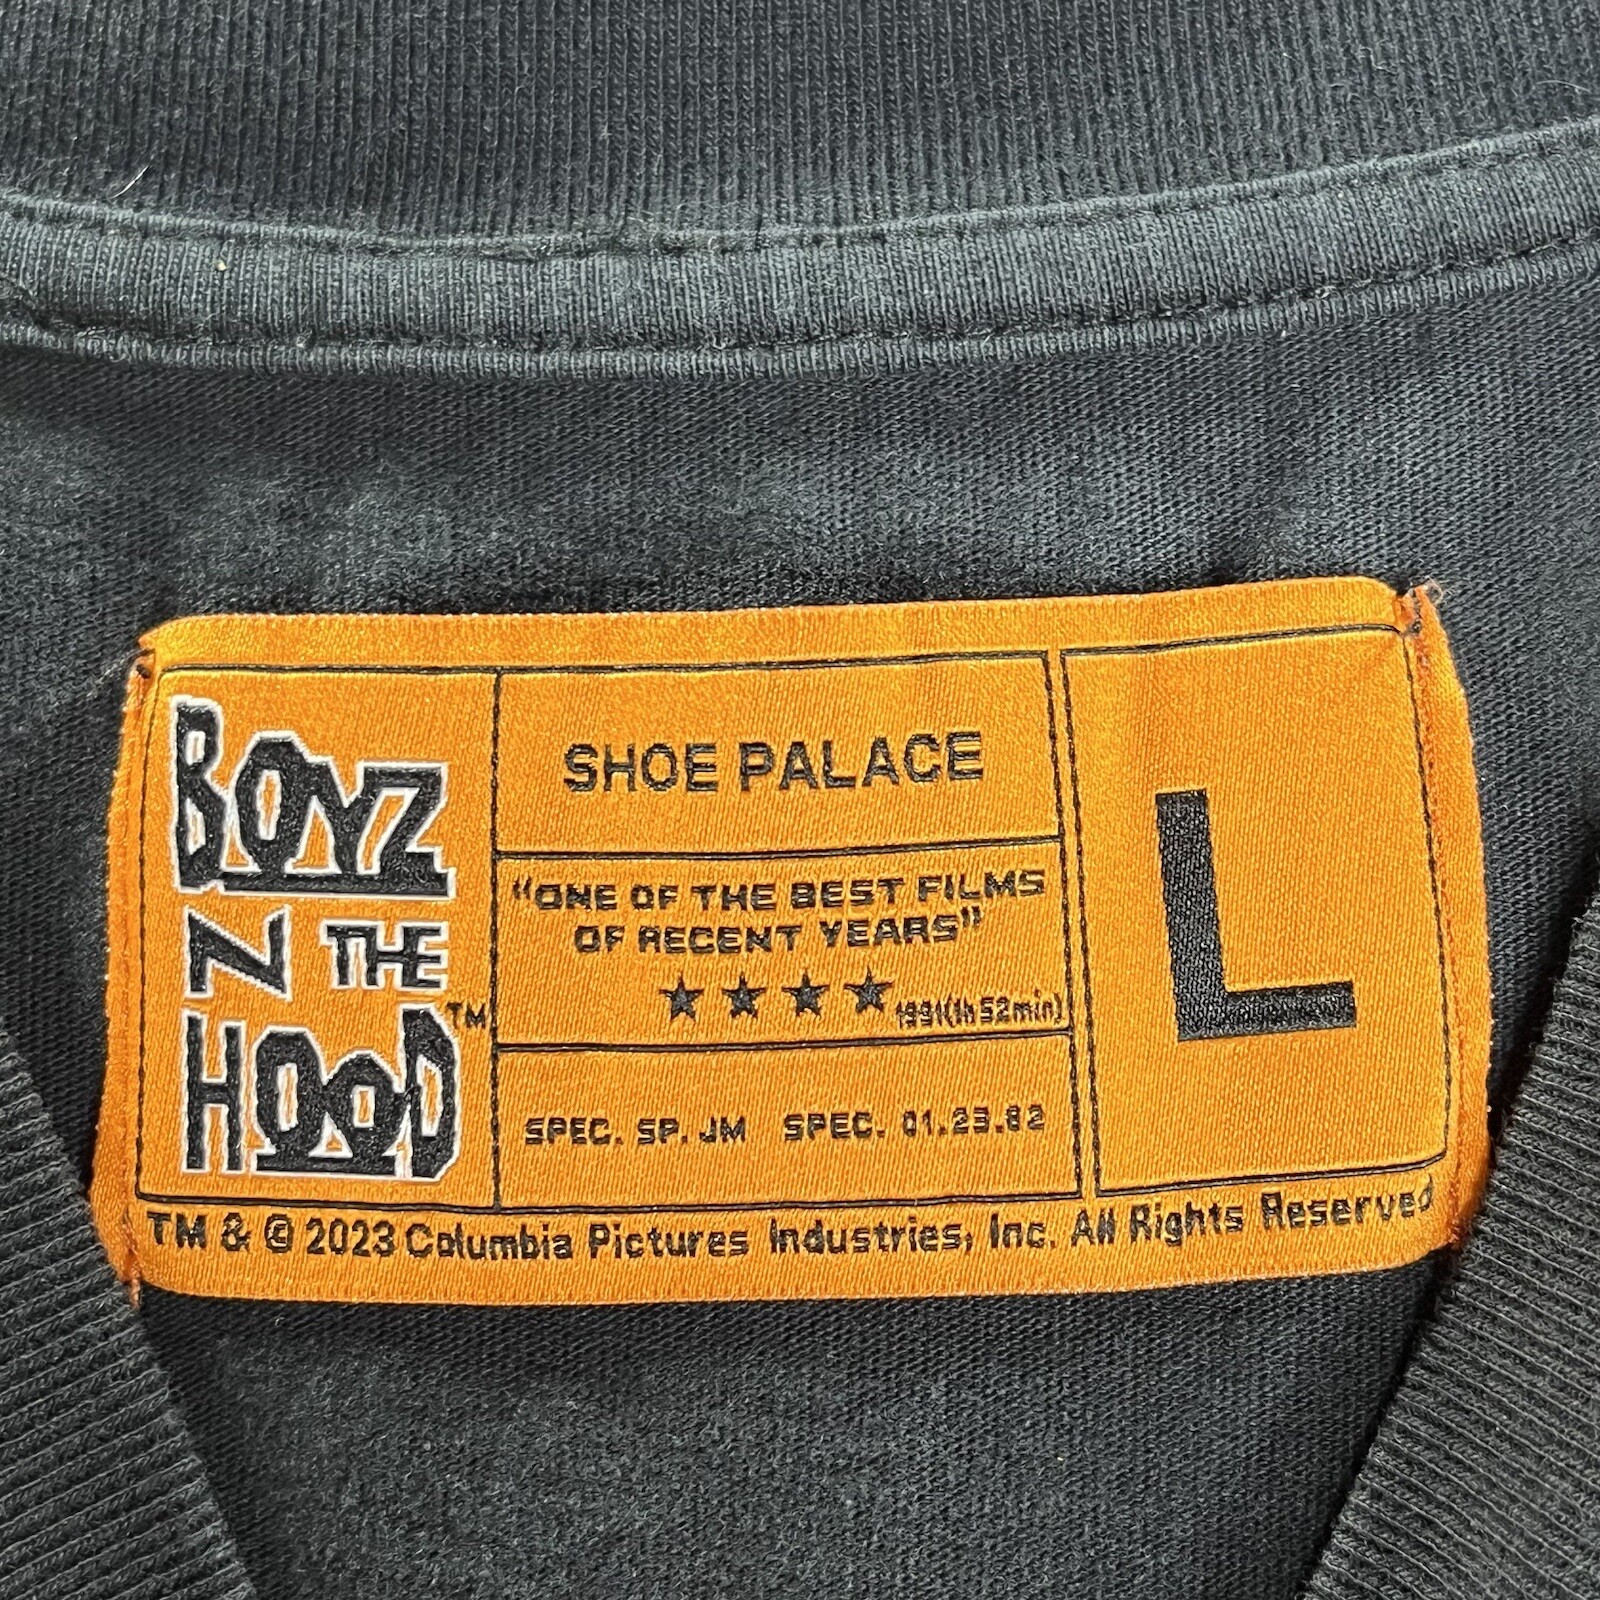 BOYZ
N THE
HOOD™
SHOE PALACE
“ONE OF THE BEST FILMS
OF RECENT YEARS”
★★★★ 1991(1h 52min)
SPEC. SP. JM SPEC. 01.23.82
L
TM & © 2023 Columbia Pictures Industries, Inc. All Rights Reserved